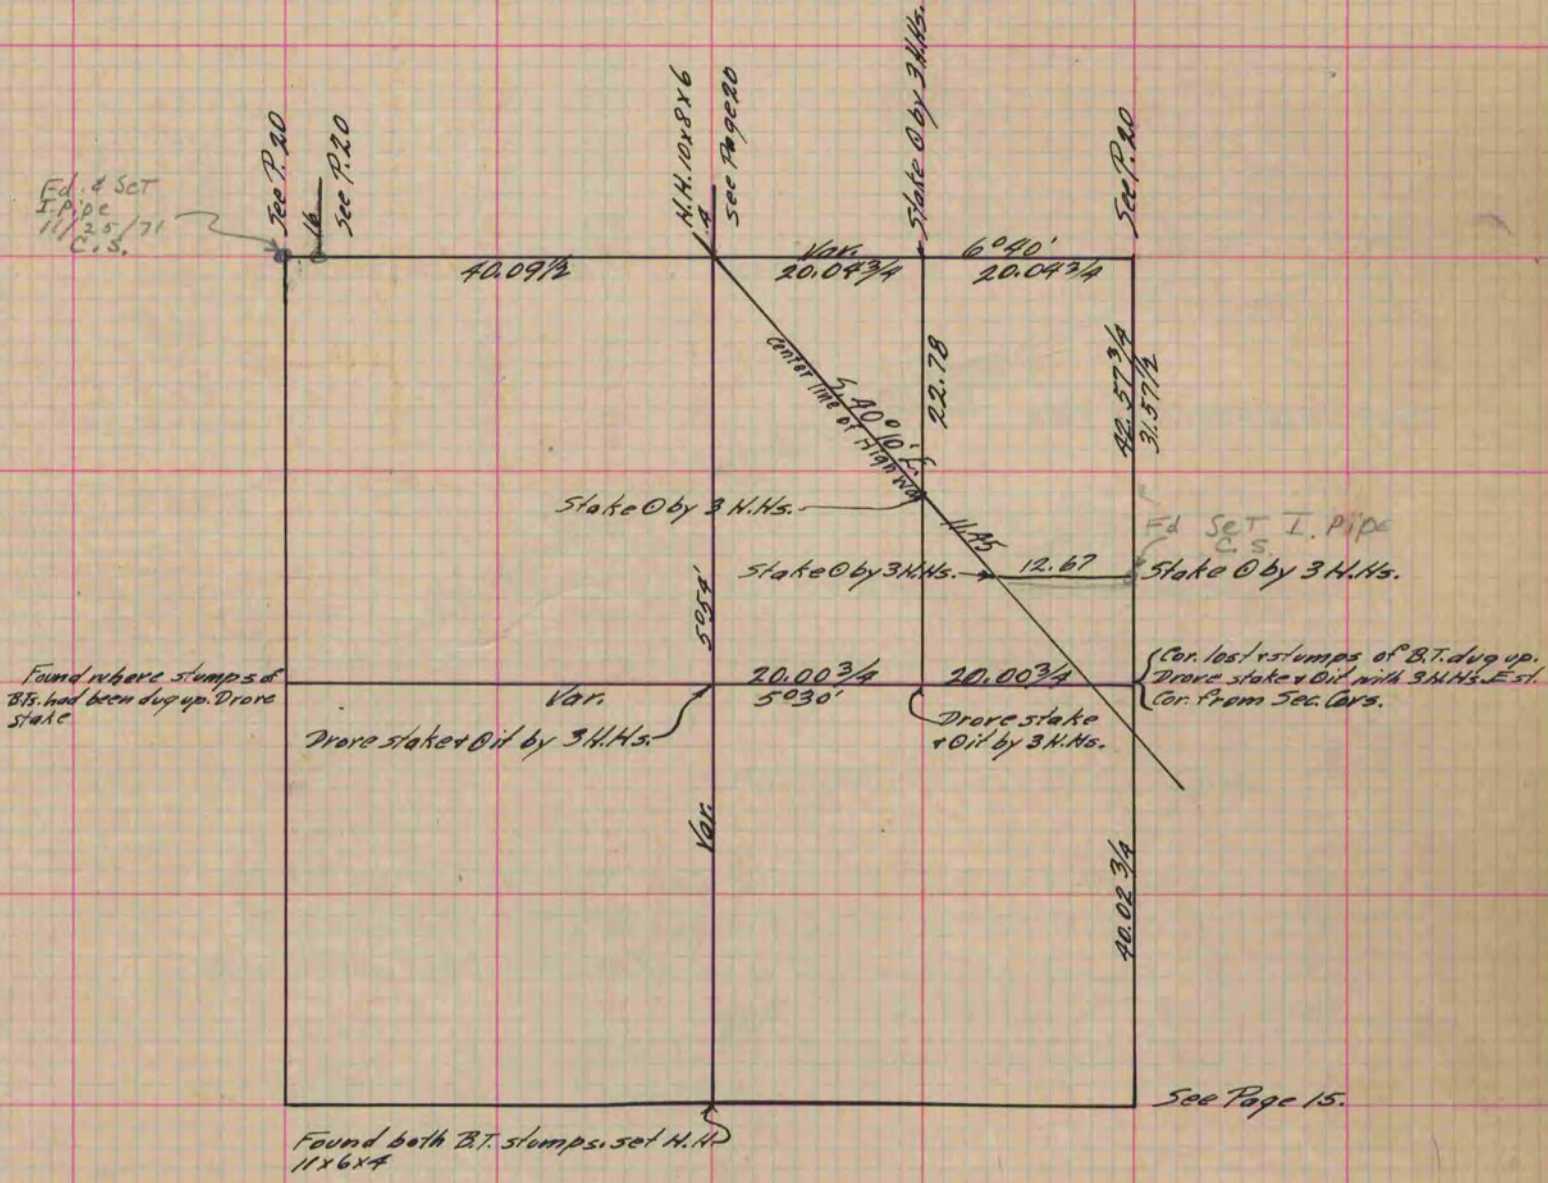 See P. 20
16
See P. 20
N.H. 10x8x6
4
See Page 20
Stake ⊙ by 3 N.Hs.
See P. 20
Fd. & SeT
I. Pipe
11/25/71
C.S.
40.09 1/2
Var.
20.04 3/4
6°40'
20.04 3/4
Center line of Highway
S. 40°10' E.
22.78
42.57 3/4
31.57 1/2
Stake ⊙ by 3 N.Hs.
11.45
Fd SeT I. Pipe
C.S.
Stake ⊙ by 3 N.Hs.
12.67
Stake ⊙ by 3 N.Hs.
5°54'
Found where stumps of
B.Ts. had been dug up. Drove
stake
Var.
20.00 3/4
5°30'
20.00 3/4
Cor. lost & stumps of B.T. dug up.
Drove stake & ⊙it with 3 N.Hs. Est.
Cor. from Sec. Cors.
Drove stake & ⊙it by 3 N.Hs.
Drove stake
& ⊙it by 3 N.Hs.
Var.
40.02 3/4
See Page 15.
Found both B.T. stumps. set N.H.
11x6x4